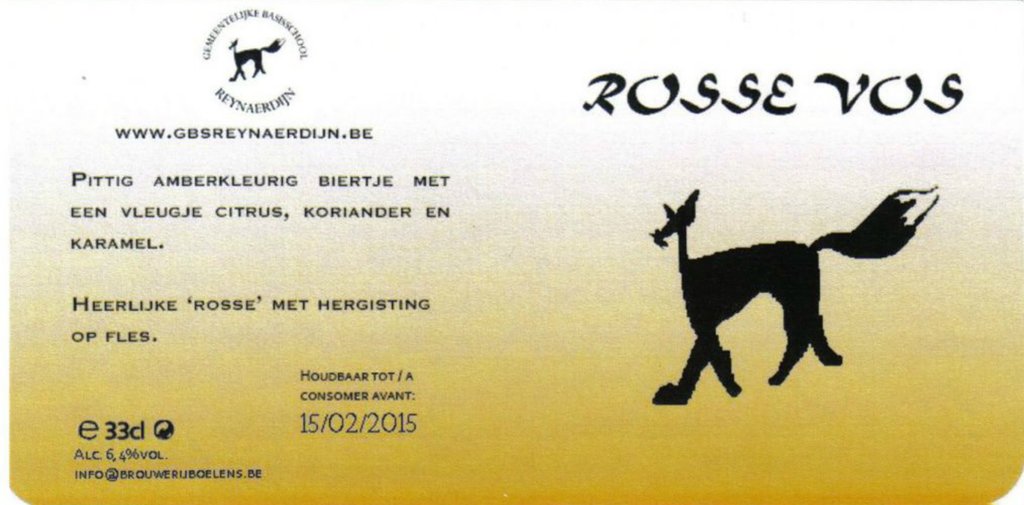 GEMEENTELIJKE BASISSCHOOL
REYNAERDIJN
WWW.GBSREYNAERDIJN.BE
PITTIG AMBERKLEURIG BIERTJE MET
EEN VLEUGJE CITRUS, KORIANDER EN
KARAMEL.
HEERLIJKE ‘ROSSE’ MET HERGISTING
OP FLES.
HOUDBAAR TOT / A
CONSOMER AVANT:
15/02/2015
℮ 33cl
ALC. 6,4%VOL.
INFO@BROUWERIJBOELENS.BE
ROSSE VOS